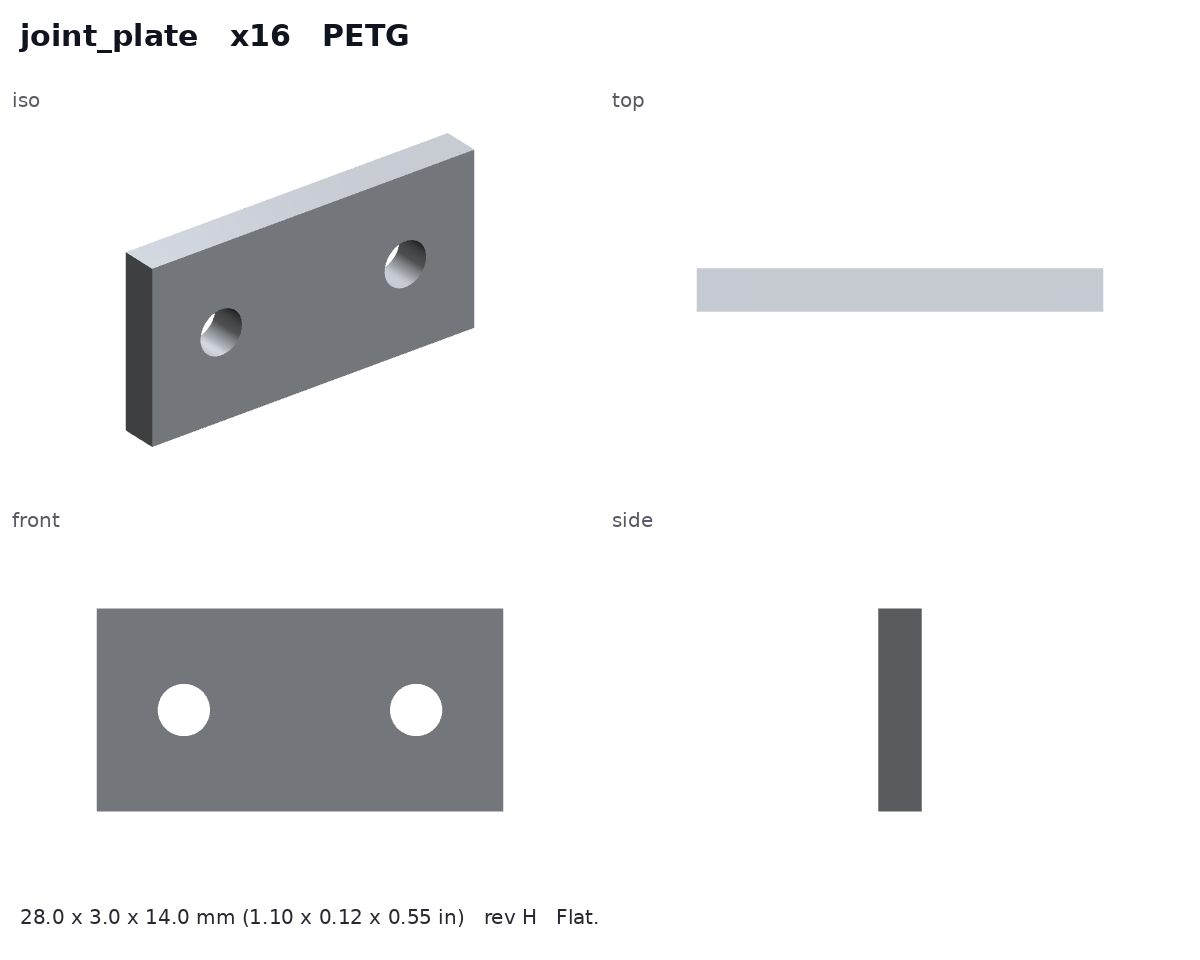 joint_plate x16 PETG
iso
top
front
side
28.0 x 3.0 x 14.0 mm (1.10 x 0.12 x 0.55 in) rev H Flat.